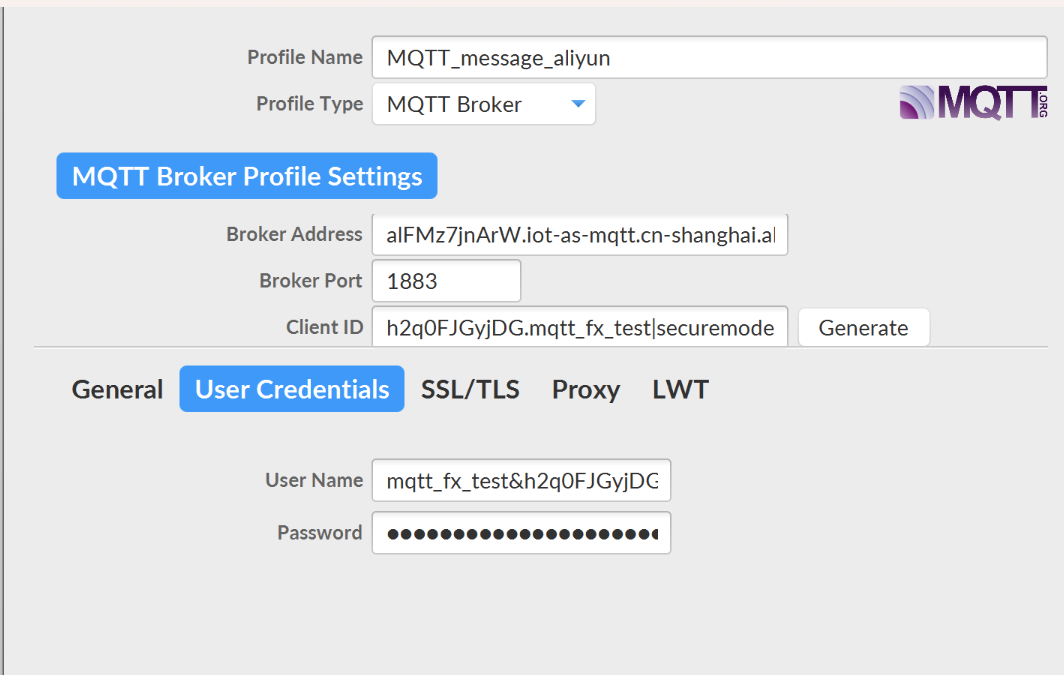 Profile Name MQTT_message_aliyun
Profile Type MQTT Broker
MQTT.ORG
MQTT Broker Profile Settings
Broker Address alFMz7jnArW.iot-as-mqtt.cn-shanghai.al
Broker Port 1883
Client ID h2q0FJGyjDG.mqtt_fx_test|securemode Generate
General User Credentials SSL/TLS Proxy LWT
User Name mqtt_fx_test&h2q0FJGyjDG
Password ●●●●●●●●●●●●●●●●●●●●●